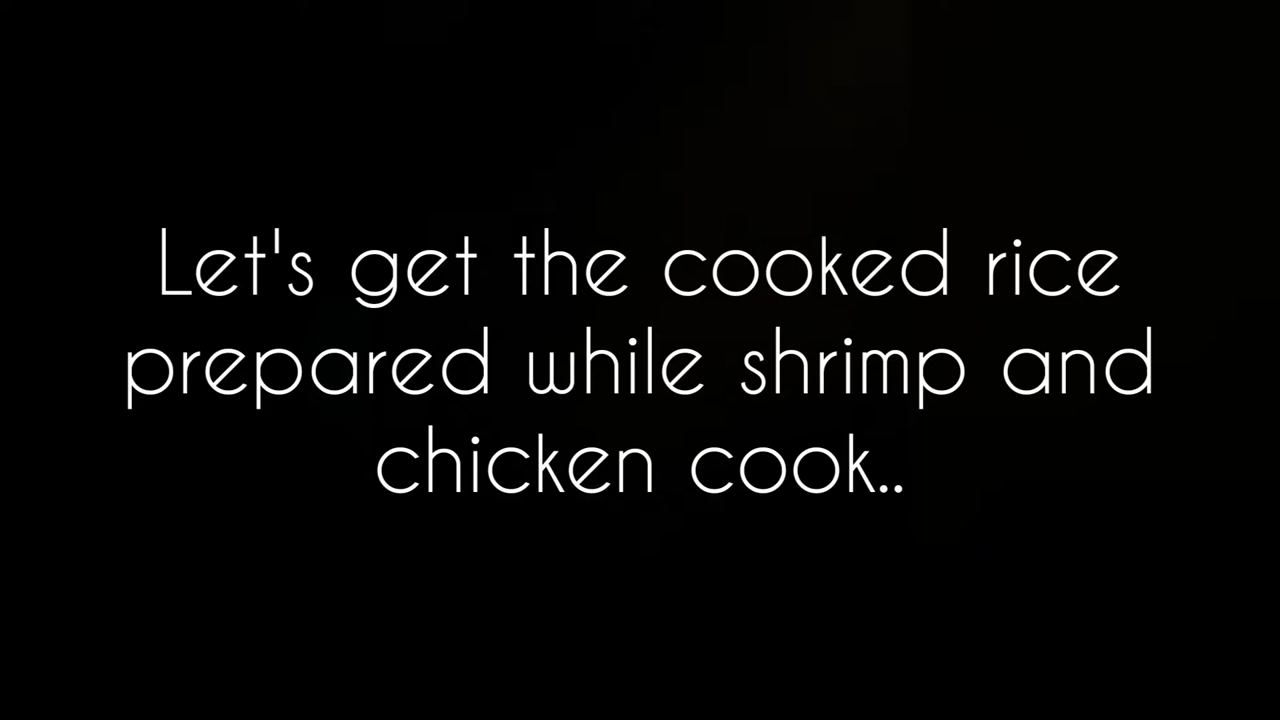 Let's get the cooked rice
prepared while shrimp and
chicken cook..